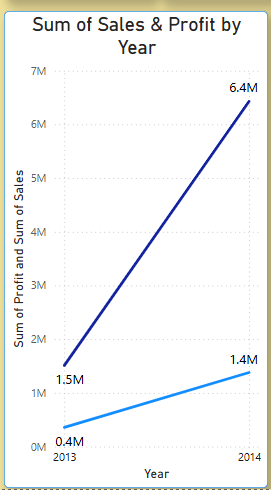 Sum of Sales & Profit by
Year
7M
6.4M
6M
5M
4M
3M
2M
1.5M
1.4M
1M
0.4M
0M
2013
2014
Year
Sum of Profit and Sum of Sales